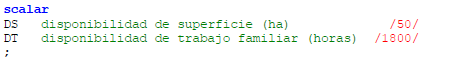 scalar
DS disponibilidad de superficie (ha) /50/
DT disponibilidad de trabajo familiar (horas) /1800/
;